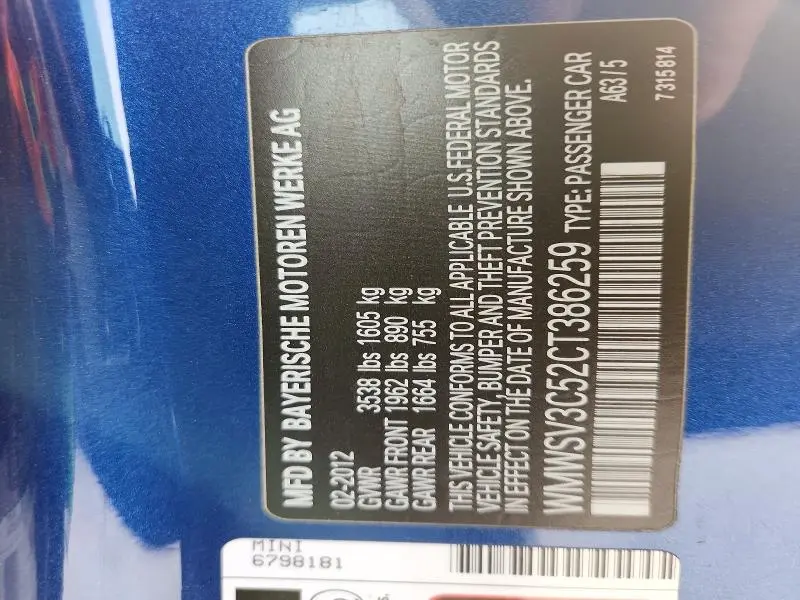 MFD BY BAYERISCHE MOTOREN WERKE AG
02-2012
GVWR 3538 lbs 1605 kg
GAWR FRONT 1962 lbs 890 kg
GAWR REAR 1664 lbs 755 kg
THIS VEHICLE CONFORMS TO ALL APPLICABLE U.S.FEDERAL MOTOR
VEHICLE SAFETY, BUMPER AND THEFT PREVENTION STANDARDS
IN EFFECT ON THE DATE OF MANUFACTURE SHOWN ABOVE.
WMWSV3C52CT386259 TYPE: PASSENGER CAR
A63/5
7315814
MINI
6798181